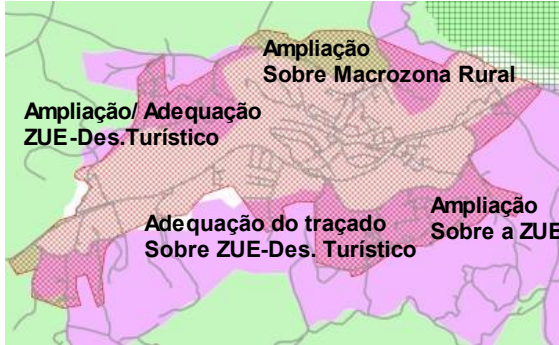 Ampliação
Sobre Macrozona Rural
Ampliação/ Adequação
ZUE-Des.Turístico
Adequação do traçado
Sobre ZUE-Des. Turístico
Ampliação
Sobre a ZUE